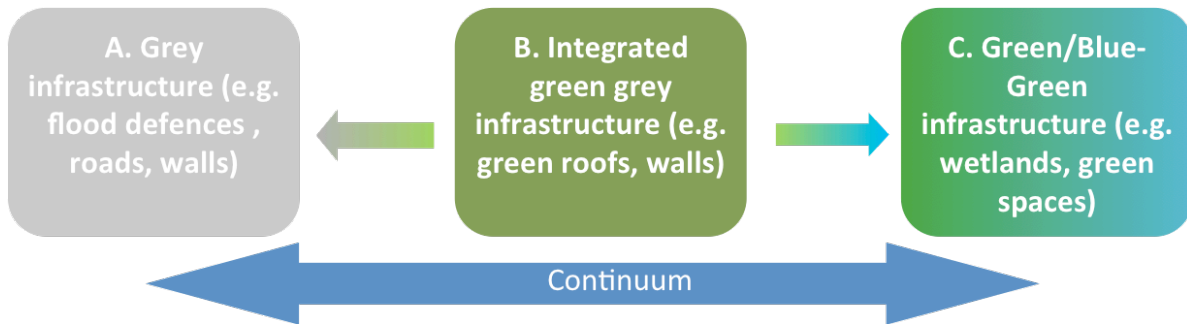 A. Grey
infrastructure (e.g.
flood defences ,
roads, walls)
B. Integrated
green grey
infrastructure (e.g.
green roofs, walls)
C. Green/Blue-
Green
infrastructure (e.g.
wetlands, green
spaces)
Continuum